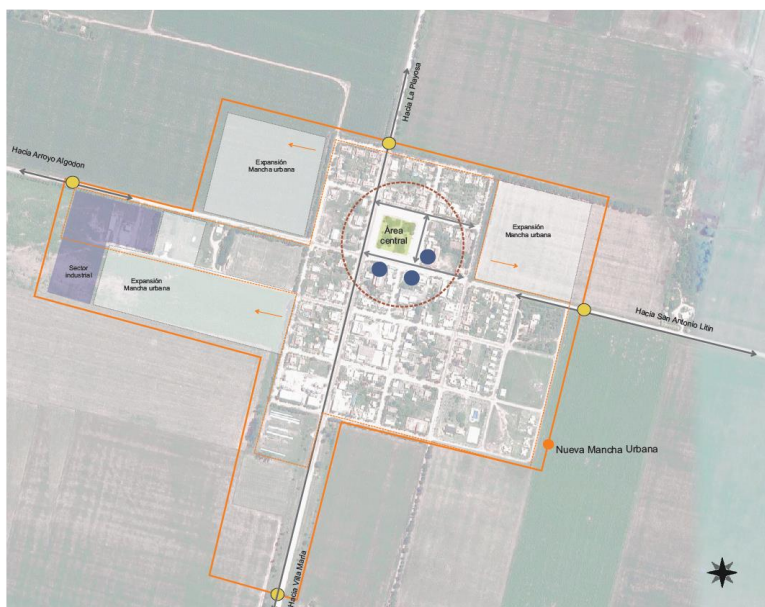 Hacia La Playosa
Hacia Arroyo Algodon
Expansión
Mancha urbana
Área
central
Expansión
Mancha urbana
Sector
industrial
Expansión
Mancha urbana
Hacia San Antonio Litin
Nueva Mancha Urbana
Hacia Villa María